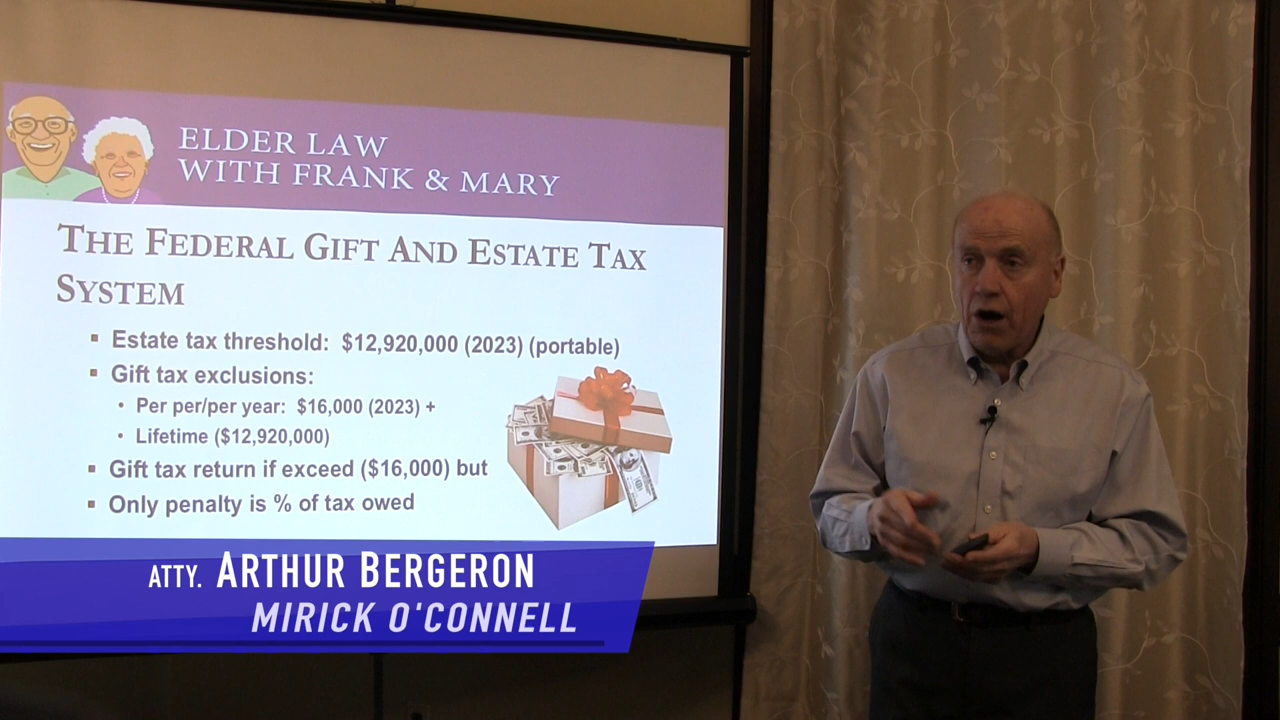 ELDER LAW
WITH FRANK & MARY
THE FEDERAL GIFT AND ESTATE TAX
SYSTEM
▪ Estate tax threshold: $12,920,000 (2023) (portable)
▪ Gift tax exclusions:
• Per per/per year: $16,000 (2023) +
• Lifetime ($12,920,000)
▪ Gift tax return if exceed ($16,000) but
▪ Only penalty is % of tax owed
ATTY. ARTHUR BERGERON
MIRICK O'CONNELL